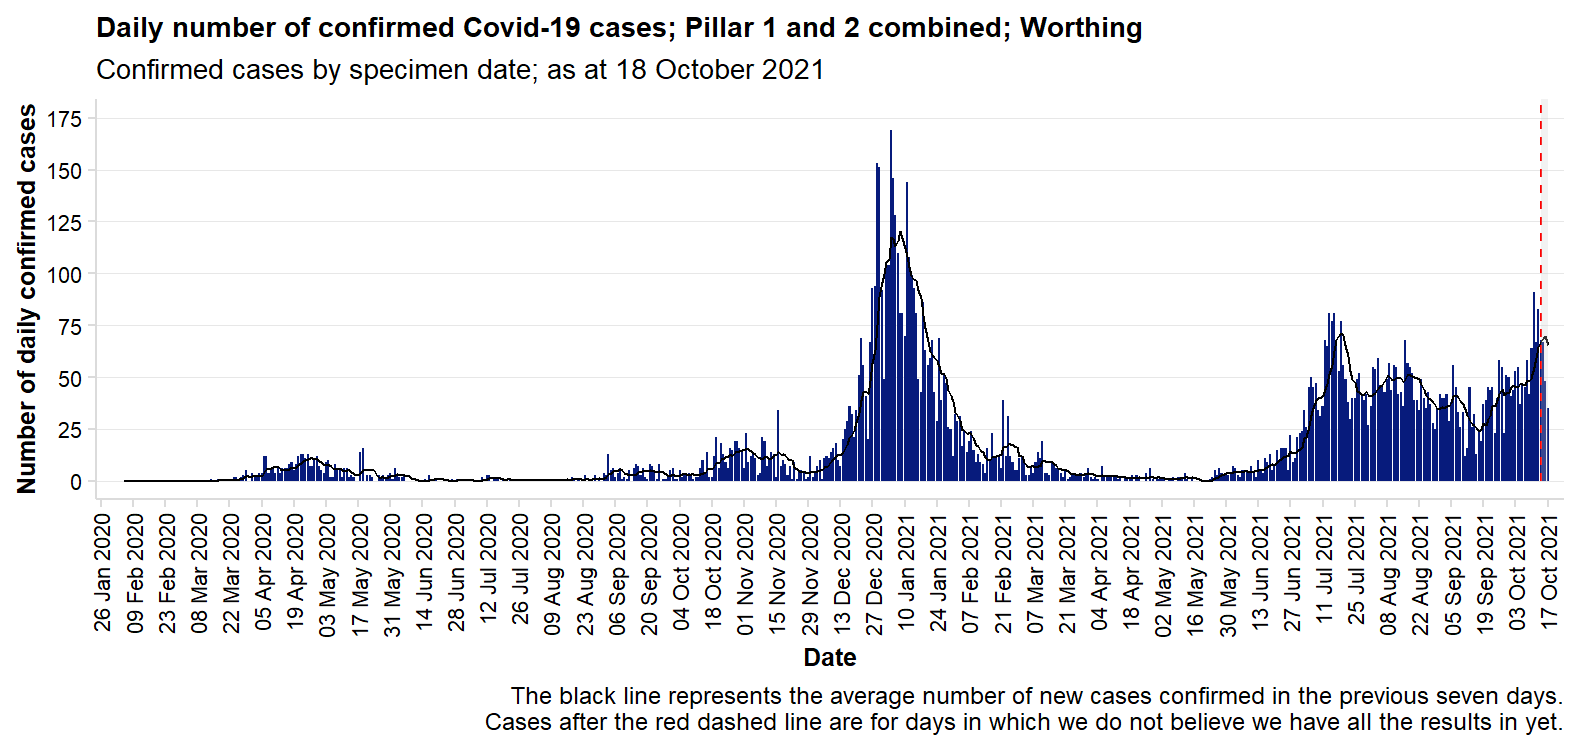 Daily number of confirmed Covid-19 cases; Pillar 1 and 2 combined; Worthing
Confirmed cases by specimen date; as at 18 October 2021
Number of daily confirmed cases
175
150
125
100
75
50
25
0
26 Jan 2020
09 Feb 2020
23 Feb 2020
08 Mar 2020
22 Mar 2020
05 Apr 2020
19 Apr 2020
03 May 2020
17 May 2020
31 May 2020
14 Jun 2020
28 Jun 2020
12 Jul 2020
26 Jul 2020
09 Aug 2020
23 Aug 2020
06 Sep 2020
20 Sep 2020
04 Oct 2020
18 Oct 2020
01 Nov 2020
15 Nov 2020
29 Nov 2020
13 Dec 2020
27 Dec 2020
10 Jan 2021
24 Jan 2021
07 Feb 2021
21 Feb 2021
07 Mar 2021
21 Mar 2021
04 Apr 2021
18 Apr 2021
02 May 2021
16 May 2021
30 May 2021
13 Jun 2021
27 Jun 2021
11 Jul 2021
25 Jul 2021
08 Aug 2021
22 Aug 2021
05 Sep 2021
19 Sep 2021
03 Oct 2021
17 Oct 2021
Date
The black line represents the average number of new cases confirmed in the previous seven days.
Cases after the red dashed line are for days in which we do not believe we have all the results in yet.